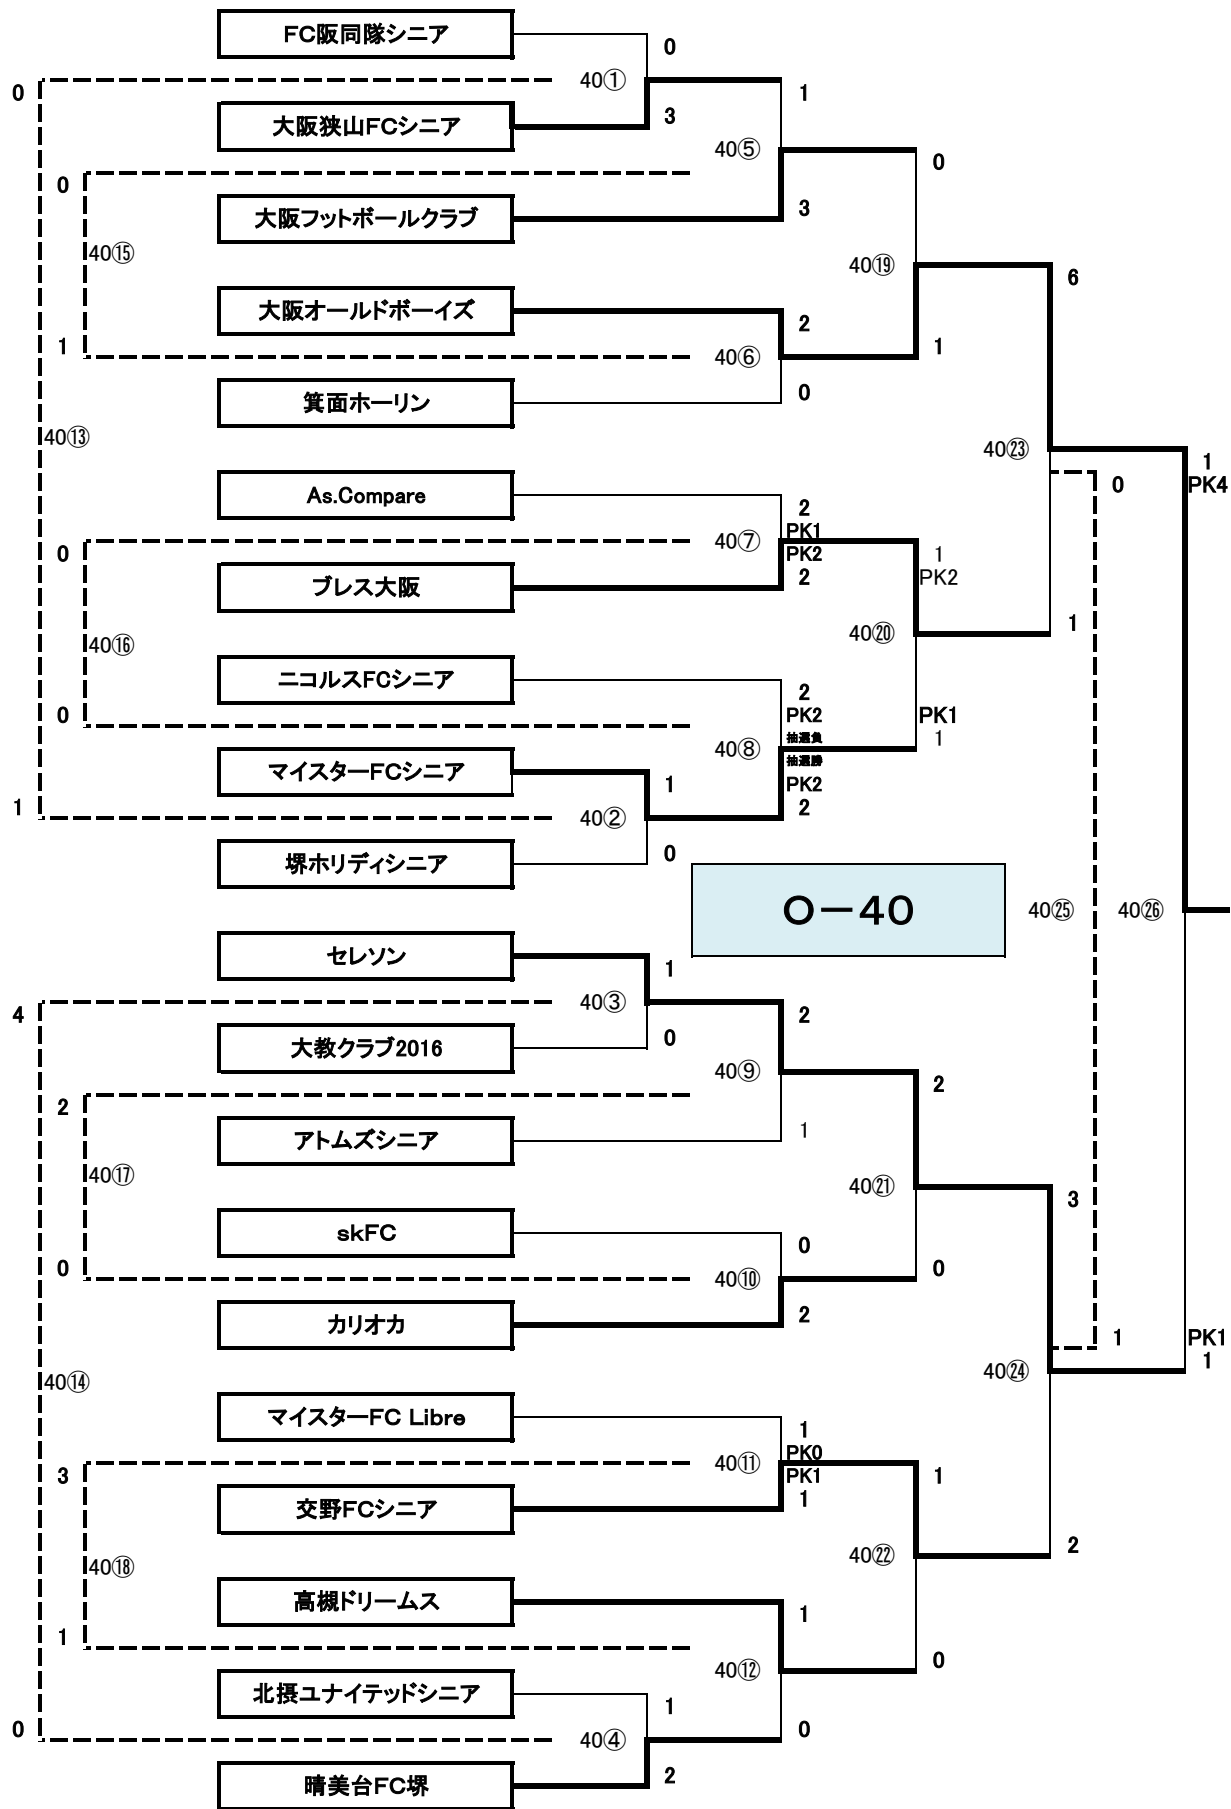 FC阪同隊シニア
0
40①
0
1
大阪狭山FCシニア
3
40⑤
0
0
大阪フットボールクラブ
3
40⑮
40⑲
6
大阪オールドボーイズ
2
1
40⑥
1
箕面ホーリン
0
40⑬
40㉓
1
PK4
As.Compare
2
0
PK1
0
40⑦
PK2
1
ブレス大阪
2
PK2
40⑯
40⑳
1
ニコルスFCシニア
2
0
PK2
PK1
抽選負
1
40⑧
抽選勝
マイスターFCシニア
1
PK2
1
40②
2
堺ホリディシニア
0
O-40
40㉕
40㉖
セレソン
1
40③
4
2
大教クラブ2016
0
40⑨
2
2
アトムズシニア
1
40⑰
40㉑
3
skFC
0
0
40⑩
0
カリオカ
2
1
PK1
1
40⑭
40㉔
マイスターFC Libre
1
PK0
3
40⑪
PK1
1
交野FCシニア
1
40⑱
40㉒
2
高槻ドリームス
1
1
40⑫
0
北摂ユナイテッドシニア
1
0
40④
0
晴美台FC堺
2